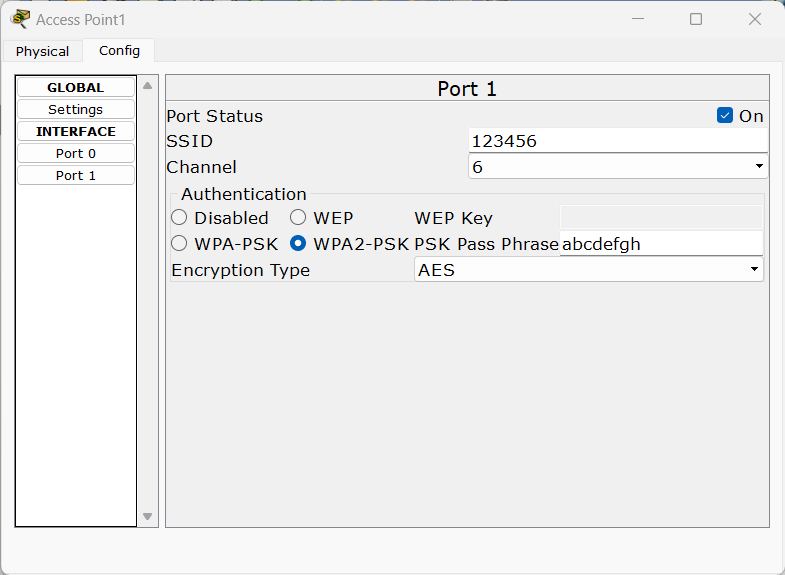 Access Point1
Physical Config
GLOBAL
Settings
INTERFACE
Port 0
Port 1
Port 1
Port Status On
SSID 123456
Channel 6
Authentication
Disabled WEP WEP Key
WPA-PSK WPA2-PSK PSK Pass Phrase abcdefgh
Encryption Type AES